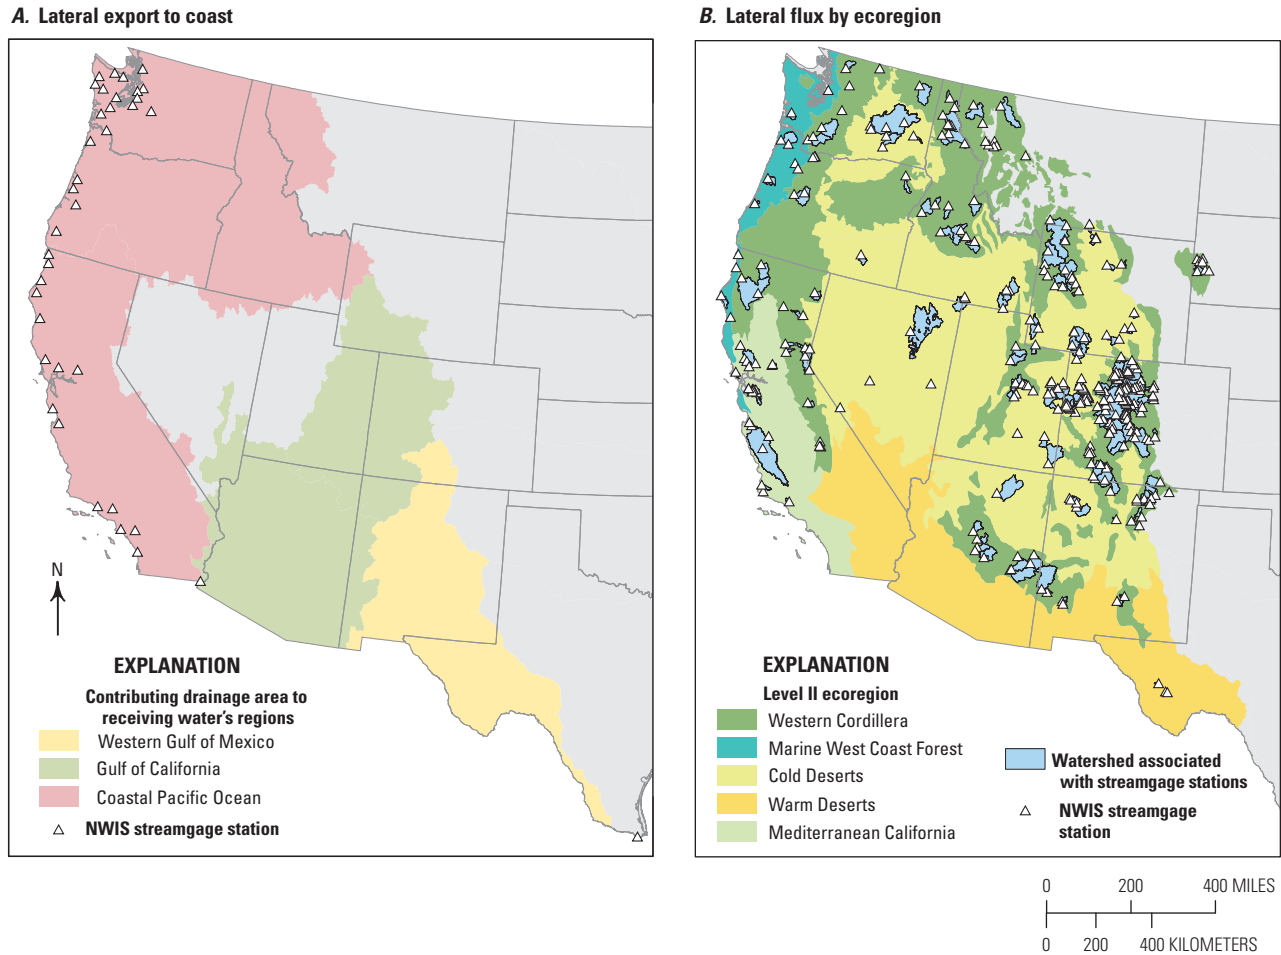 A. Lateral export to coast
N
EXPLANATION
Contributing drainage area to
receiving water's regions
Western Gulf of Mexico
Gulf of California
Coastal Pacific Ocean
NWIS streamgage station
B. Lateral flux by ecoregion
EXPLANATION
Level II ecoregion
Western Cordillera
Marine West Coast Forest
Cold Deserts
Warm Deserts
Mediterranean California
Watershed associated
with streamgage stations
NWIS streamgage
station
0 200 400 MILES
0 200 400 KILOMETERS